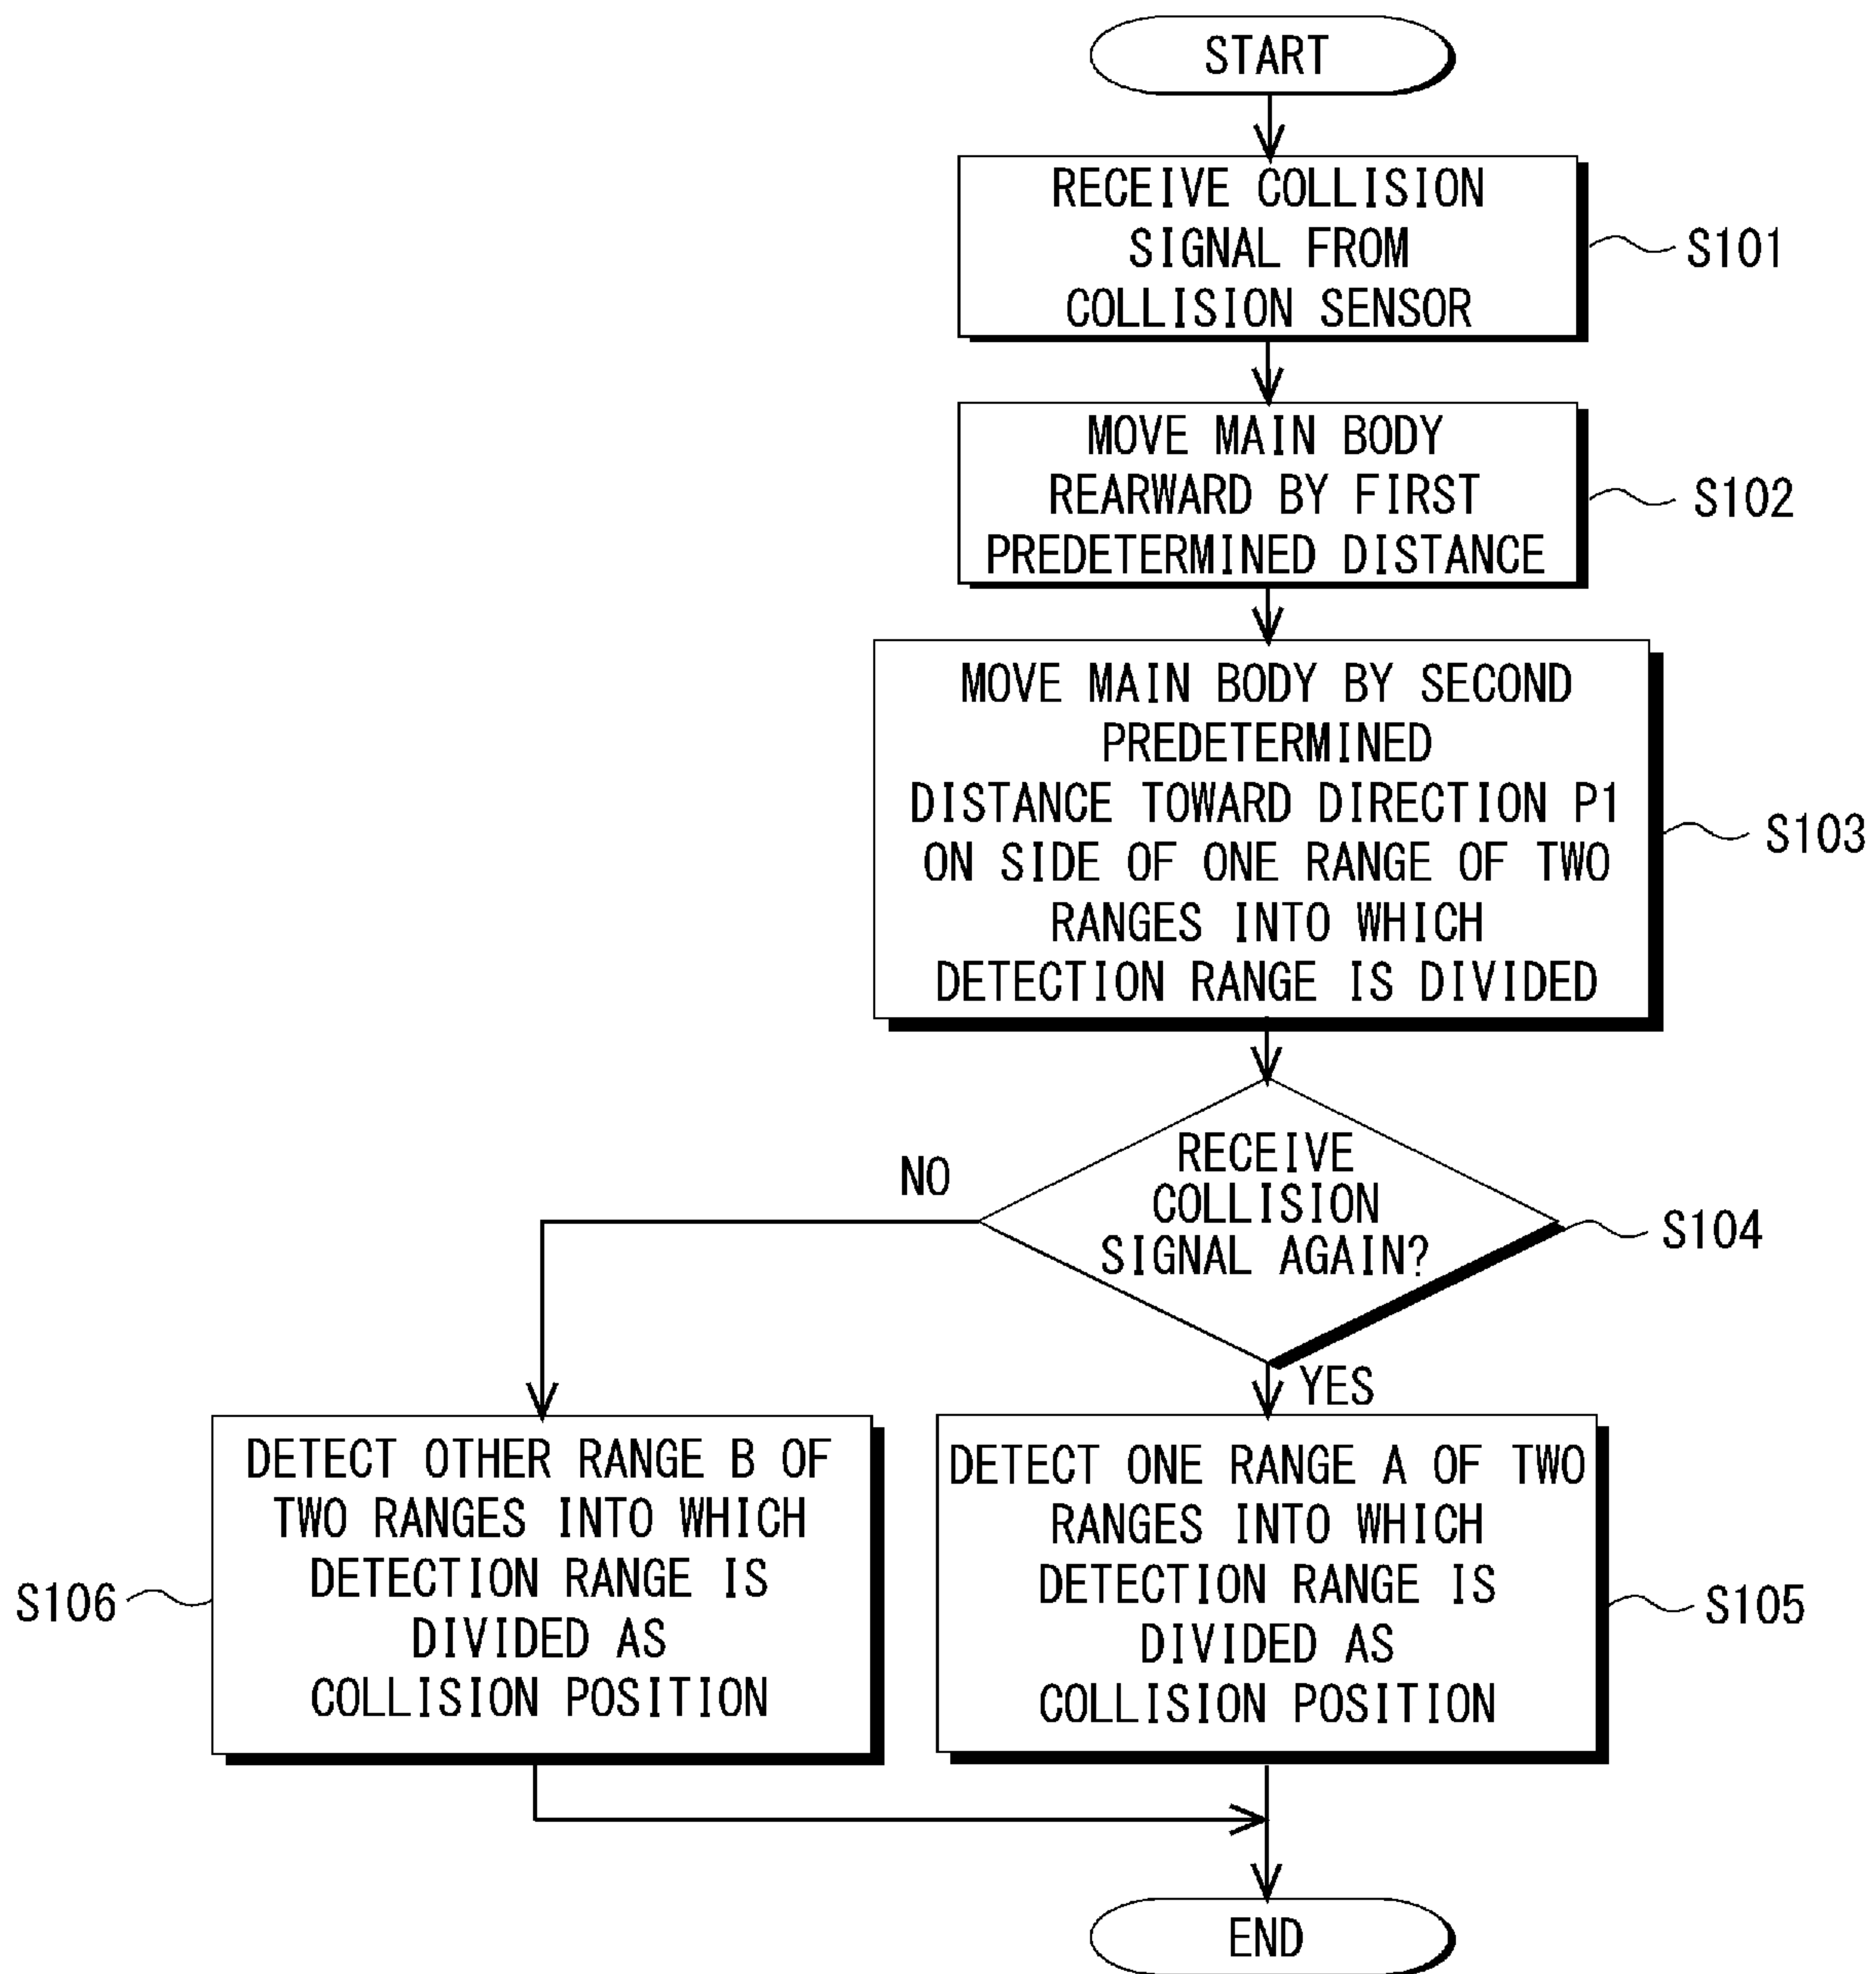 START
RECEIVE COLLISION
SIGNAL FROM
COLLISION SENSOR
S101
MOVE MAIN BODY
REARWARD BY FIRST
PREDETERMINED DISTANCE
S102
MOVE MAIN BODY BY SECOND
PREDETERMINED
DISTANCE TOWARD DIRECTION P1
ON SIDE OF ONE RANGE OF TWO
RANGES INTO WHICH
DETECTION RANGE IS DIVIDED
S103
RECEIVE
COLLISION
SIGNAL AGAIN?
S104
NO
YES
DETECT OTHER RANGE B OF
TWO RANGES INTO WHICH
DETECTION RANGE IS
DIVIDED AS
COLLISION POSITION
S106
DETECT ONE RANGE A OF TWO
RANGES INTO WHICH
DETECTION RANGE IS
DIVIDED AS
COLLISION POSITION
S105
END